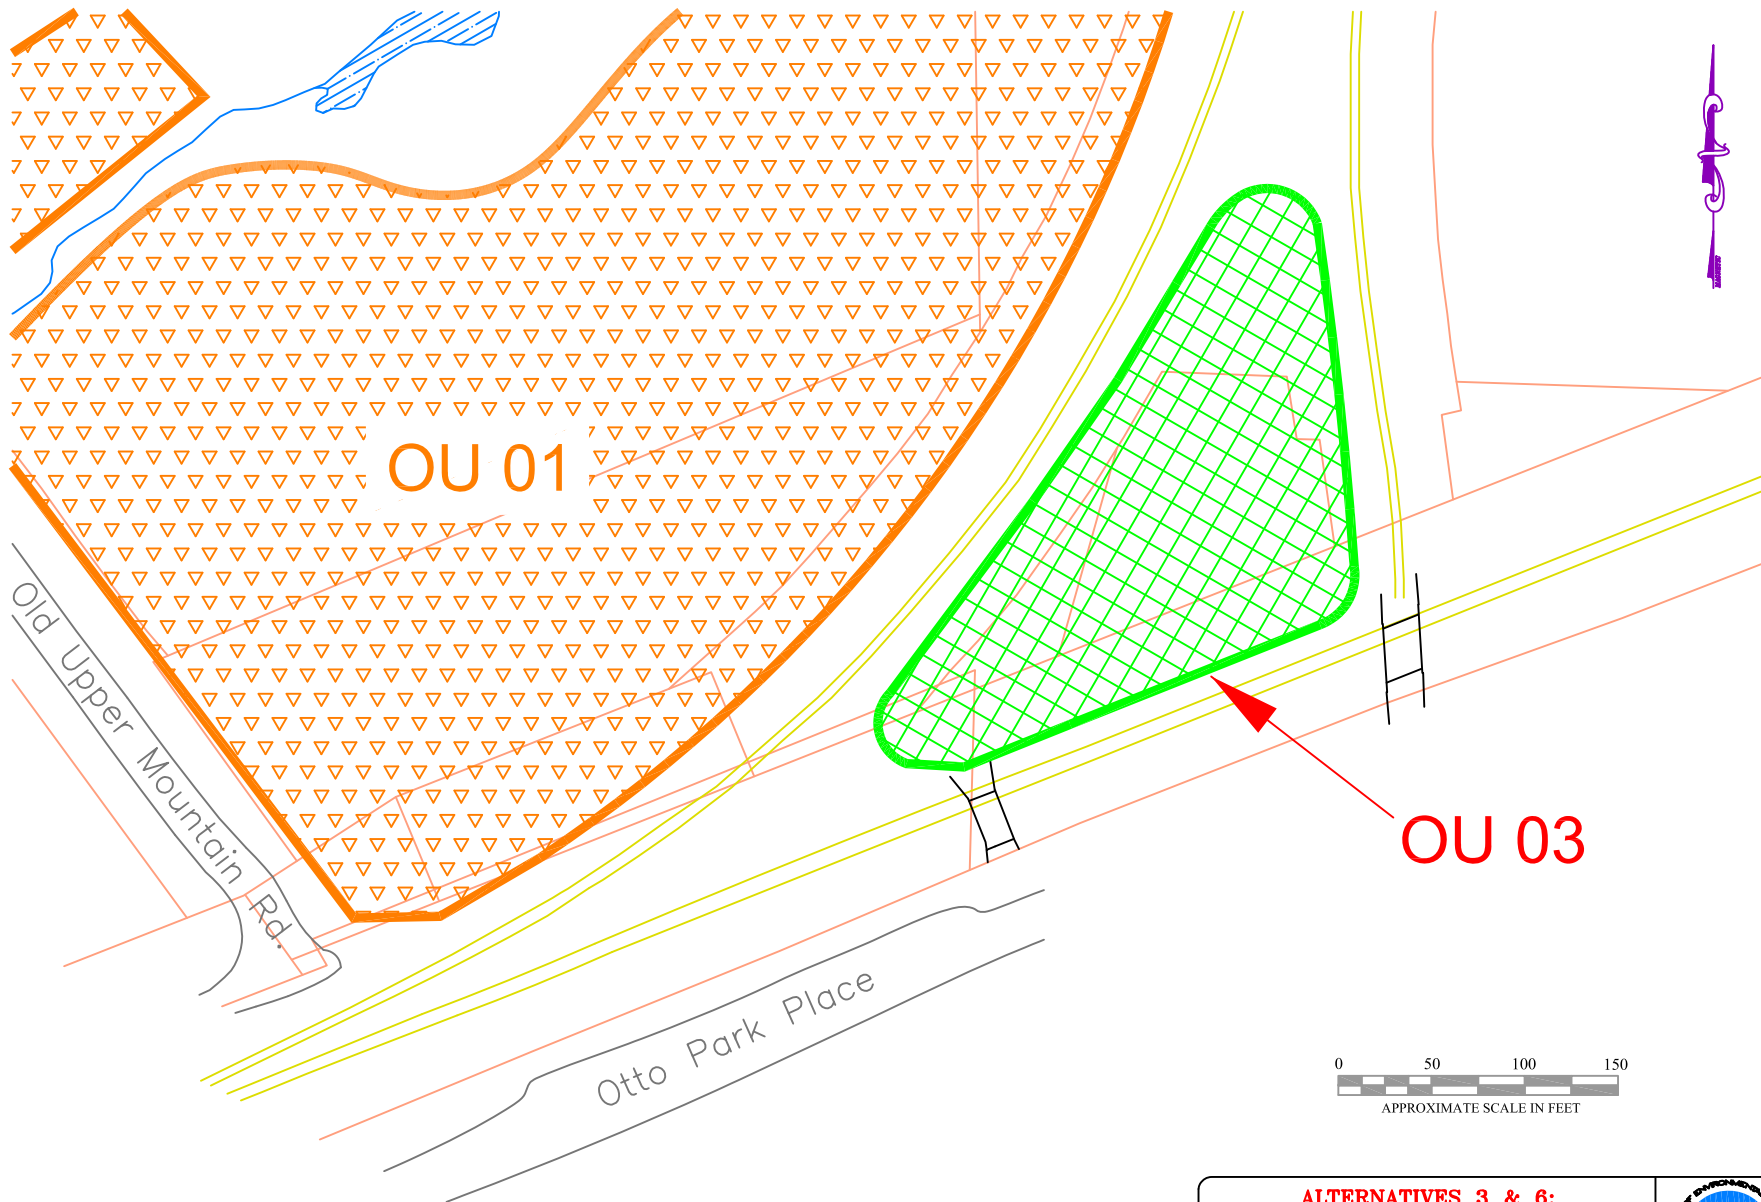 OU 01
Old Upper Mountain Rd.
OU 03
Otto Park Place
0 50 100 150
APPROXIMATE SCALE IN FEET
ALTERNATIVES 3 & 6:
ENVIRONMENTAL